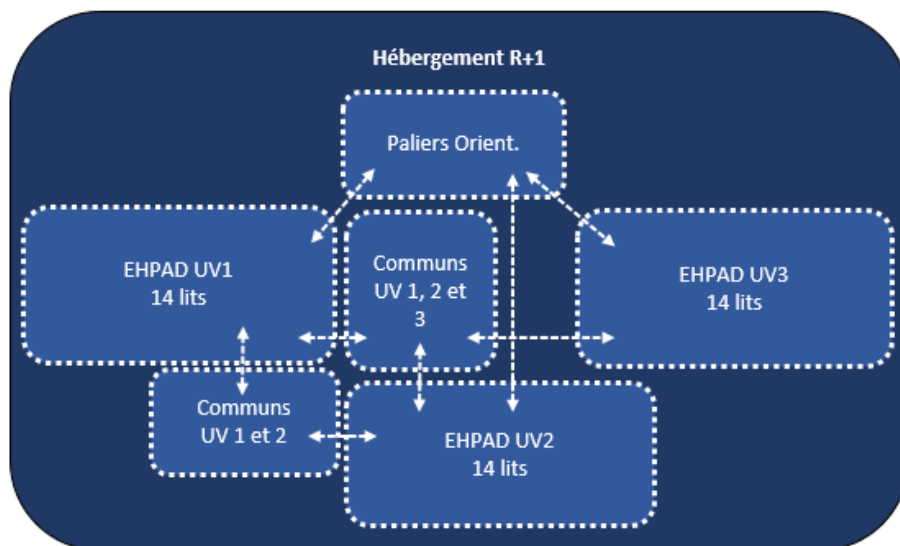 Hébergement R+1
Paliers Orient.
EHPAD UV1
14 lits
Communs
UV 1, 2 et
3
EHPAD UV3
14 lits
Communs
UV 1 et 2
EHPAD UV2
14 lits